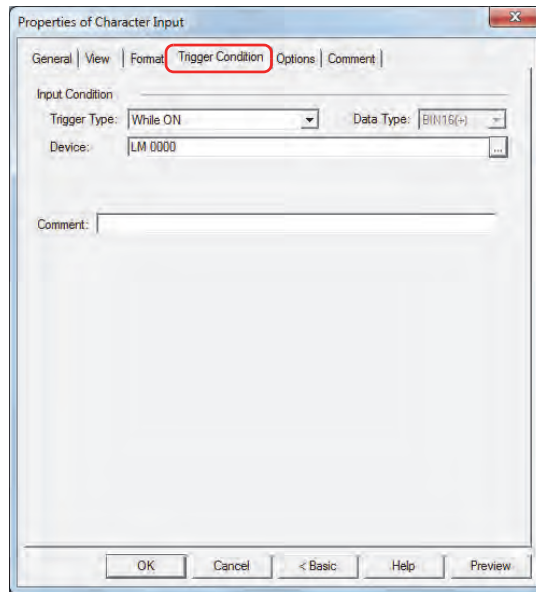 Properties of Character Input
General View Format Trigger Condition Options Comment
Input Condition
Trigger Type: While ON Data Type: BIN16(+)
Device: LM 0000 ...
Comment:
OK Cancel < Basic Help Preview